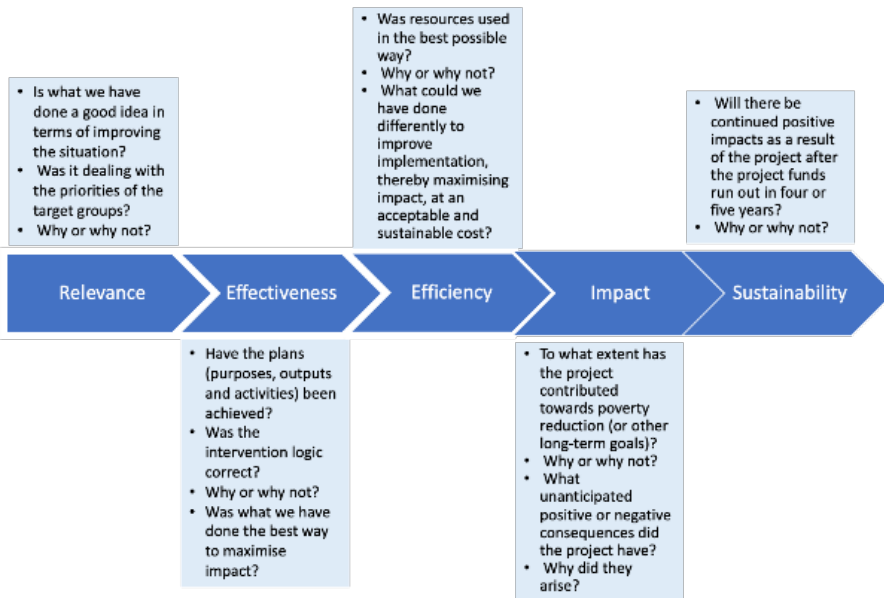 • Is what we have
done a good idea in
terms of improving
the situation?
• Was it dealing with
the priorities of the
target groups?
• Why or why not?
• Was resources used
in the best possible
way?
• Why or why not?
• What could we
have done
differently to
improve
implementation,
thereby maximising
impact, at an
acceptable and
sustainable cost?
• Will there be
continued positive
impacts as a result
of the project after
the project funds
run out in four or
five years?
• Why or why not?
Relevance
Effectiveness
Efficiency
Impact
Sustainability
• Have the plans
(purposes, outputs
and activities) been
achieved?
• Was the
intervention logic
correct?
• Why or why not?
• Was what we have
done the best way
to maximise
impact?
• To what extent has
the project
contributed
towards poverty
reduction (or other
long-term goals)?
• Why or why not?
• What
unanticipated
positive or negative
consequences did
the project have?
• Why did they
arise?